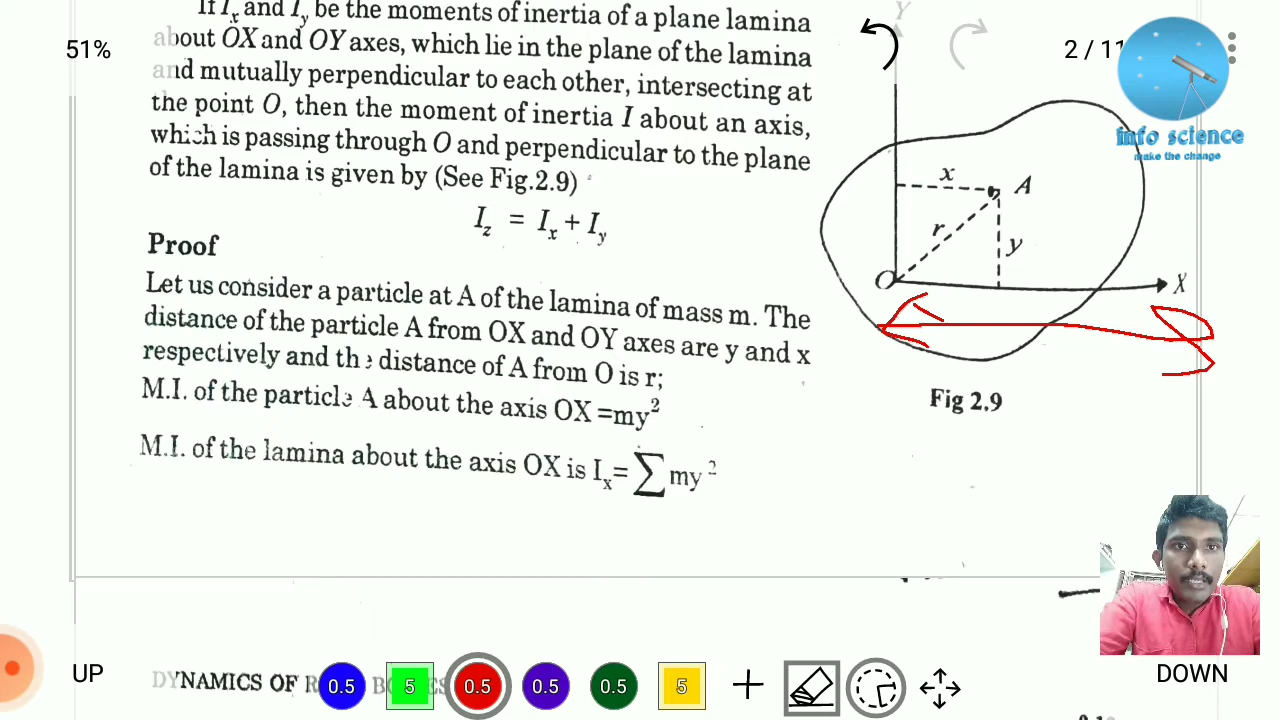 If Ix and Iy be the moments of inertia of a plane lamina
about OX and OY axes, which lie in the plane of the lamina
and mutually perpendicular to each other, intersecting at
the point O, then the moment of inertia I about an axis,
which is passing through O and perpendicular to the plane
of the lamina is given by (See Fig.2.9)
Iz = Ix + Iy
Proof
Let us consider a particle at A of the lamina of mass m. The
distance of the particle A from OX and OY axes are y and x
respectively and the distance of A from O is r;
M.I. of the particle A about the axis OX =my²
M.I. of the lamina about the axis OX is Ix= ∑ my²
51%
2 / 11
Y
x
A
r
y
O
X
Fig 2.9
info science
make the change
UP
DYNAMICS OF
0.5
5
0.5
0.5
0.5
5
DOWN